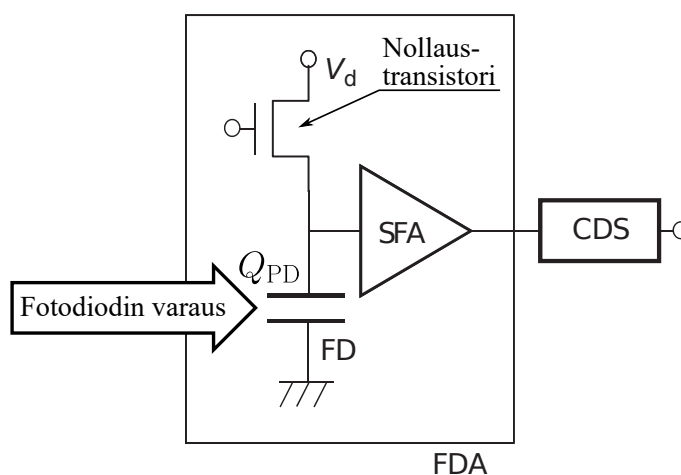 Nollaus-
transistori
V_d
SFA
CDS
Q_PD
Fotodiodin varaus
FD
FDA